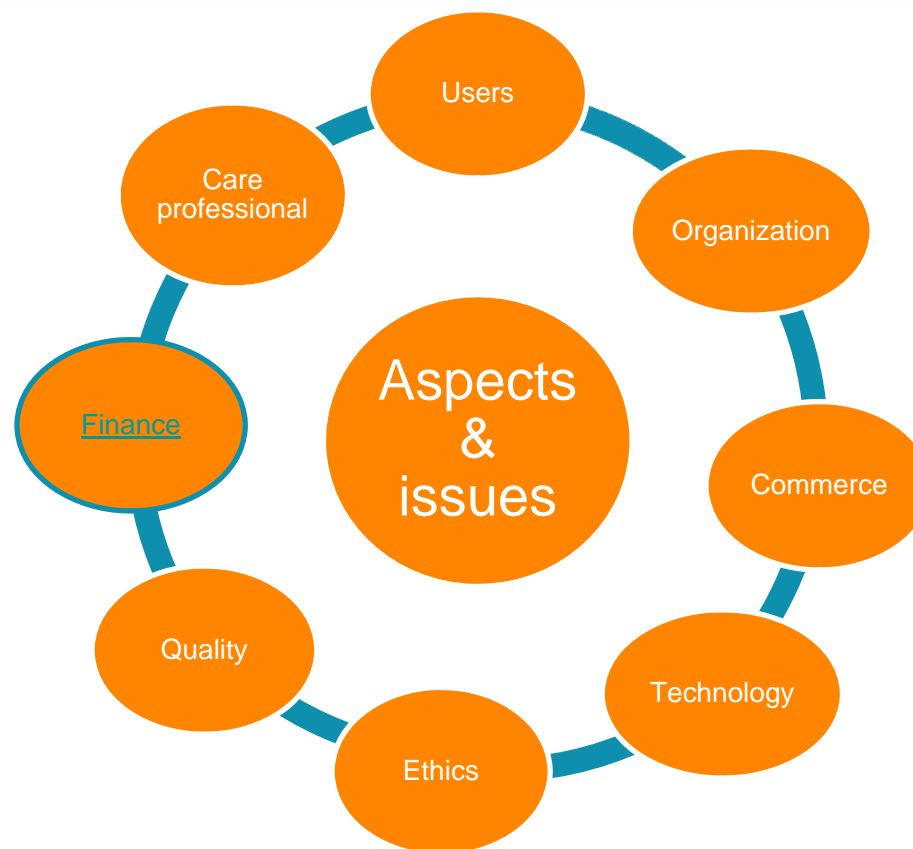 Users
Care
professional
Organization
Aspects
&
issues
Finance
Commerce
Quality
Technology
Ethics